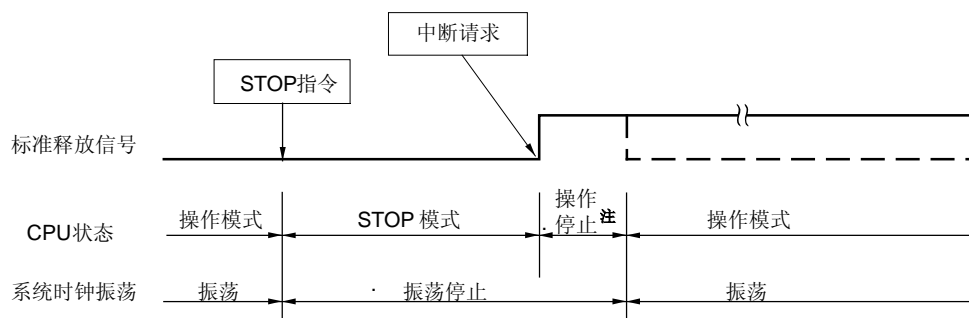 中断请求
STOP指令
标准释放信号
操作
停止注
CPU状态
操作模式
STOP 模式
操作模式
系统时钟振荡
振荡
振荡停止
振荡